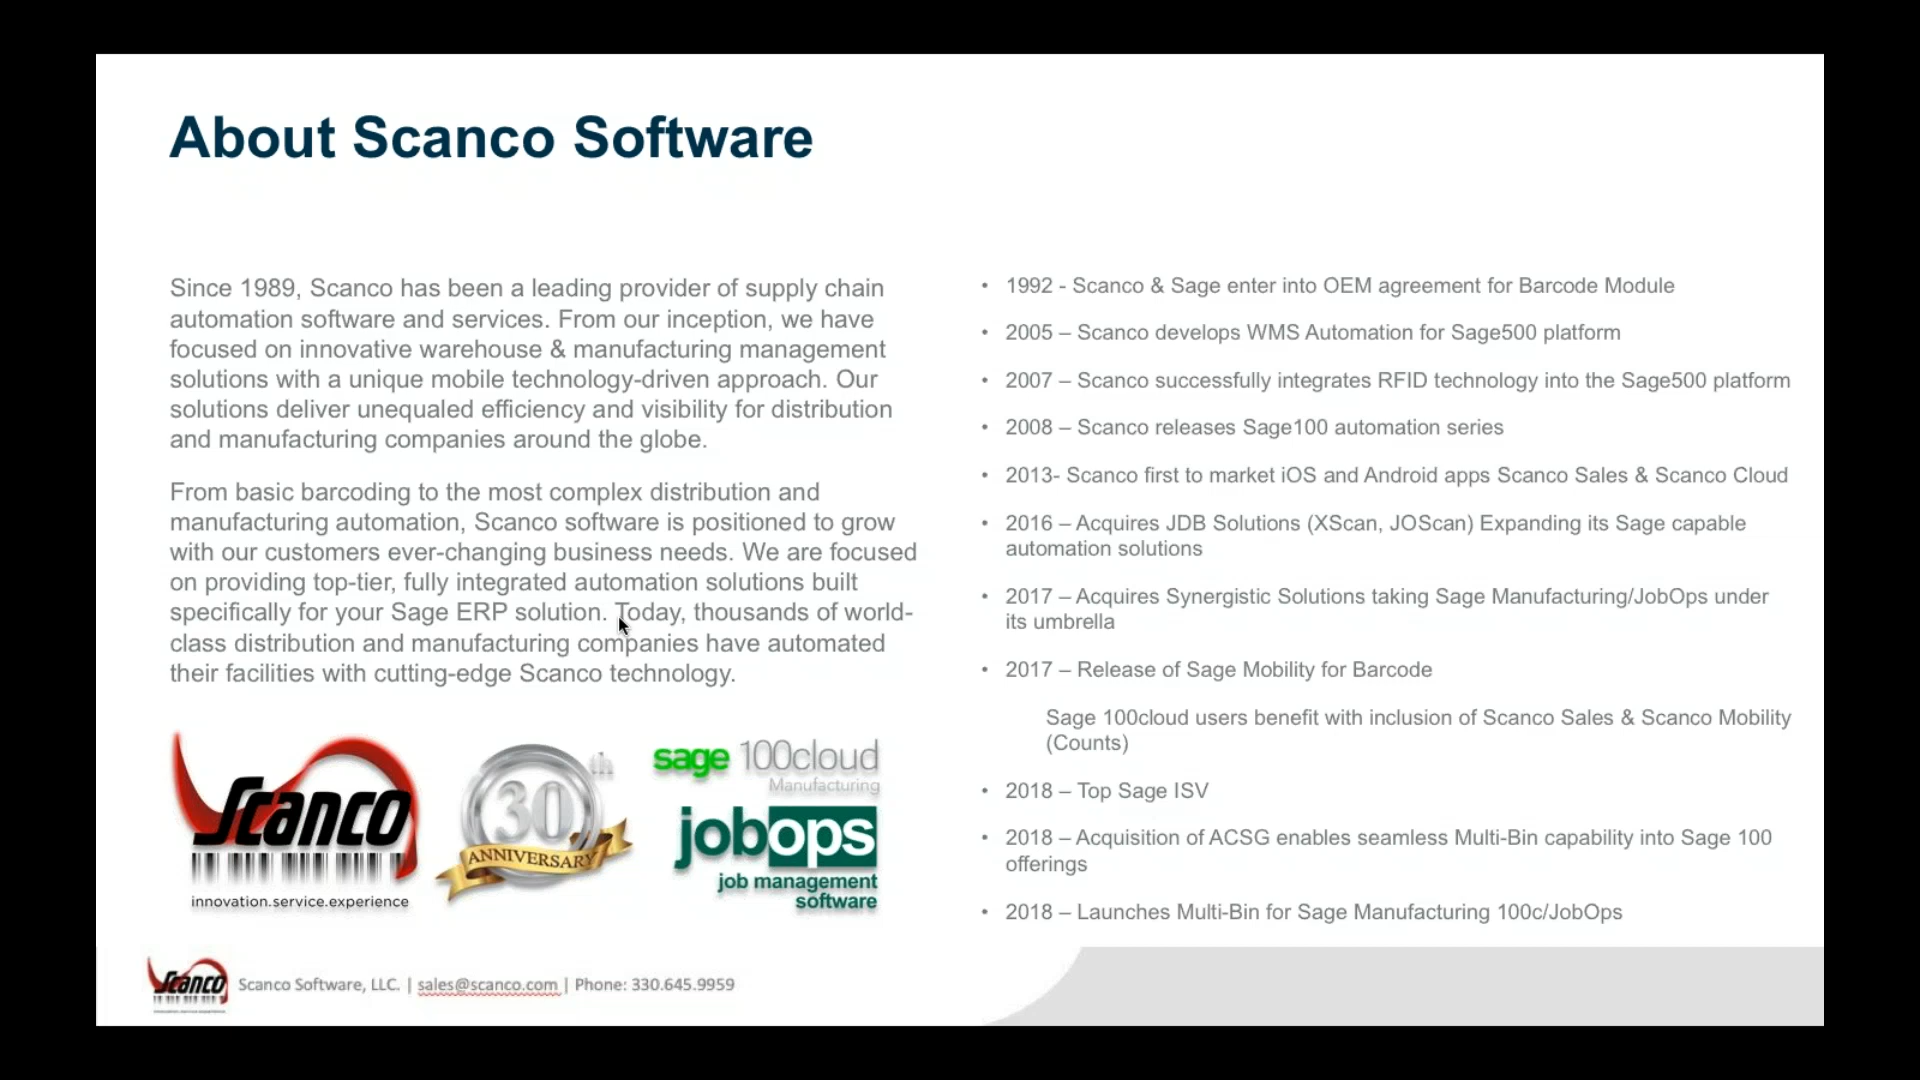 About Scanco Software
Since 1989, Scanco has been a leading provider of supply chain
automation software and services. From our inception, we have
focused on innovative warehouse & manufacturing management
solutions with a unique mobile technology-driven approach. Our
solutions deliver unequaled efficiency and visibility for distribution
and manufacturing companies around the globe.
From basic barcoding to the most complex distribution and
manufacturing automation, Scanco software is positioned to grow
with our customers ever-changing business needs. We are focused
on providing top-tier, fully integrated automation solutions built
specifically for your Sage ERP solution. Today, thousands of world-
class distribution and manufacturing companies have automated
their facilities with cutting-edge Scanco technology.
Scanco
innovation.service.experience
30th
ANNIVERSARY
sage 100cloud
Manufacturing
jobops
job management
software
• 1992 - Scanco & Sage enter into OEM agreement for Barcode Module
• 2005 – Scanco develops WMS Automation for Sage500 platform
• 2007 – Scanco successfully integrates RFID technology into the Sage500 platform
• 2008 – Scanco releases Sage100 automation series
• 2013- Scanco first to market iOS and Android apps Scanco Sales & Scanco Cloud
• 2016 – Acquires JDB Solutions (XScan, JOScan) Expanding its Sage capable
automation solutions
• 2017 – Acquires Synergistic Solutions taking Sage Manufacturing/JobOps under
its umbrella
• 2017 – Release of Sage Mobility for Barcode
Sage 100cloud users benefit with inclusion of Scanco Sales & Scanco Mobility
(Counts)
• 2018 – Top Sage ISV
• 2018 – Acquisition of ACSG enables seamless Multi-Bin capability into Sage 100
offerings
• 2018 – Launches Multi-Bin for Sage Manufacturing 100c/JobOps
Scanco
Scanco Software, LLC. | sales@scanco.com | Phone: 330.645.9959